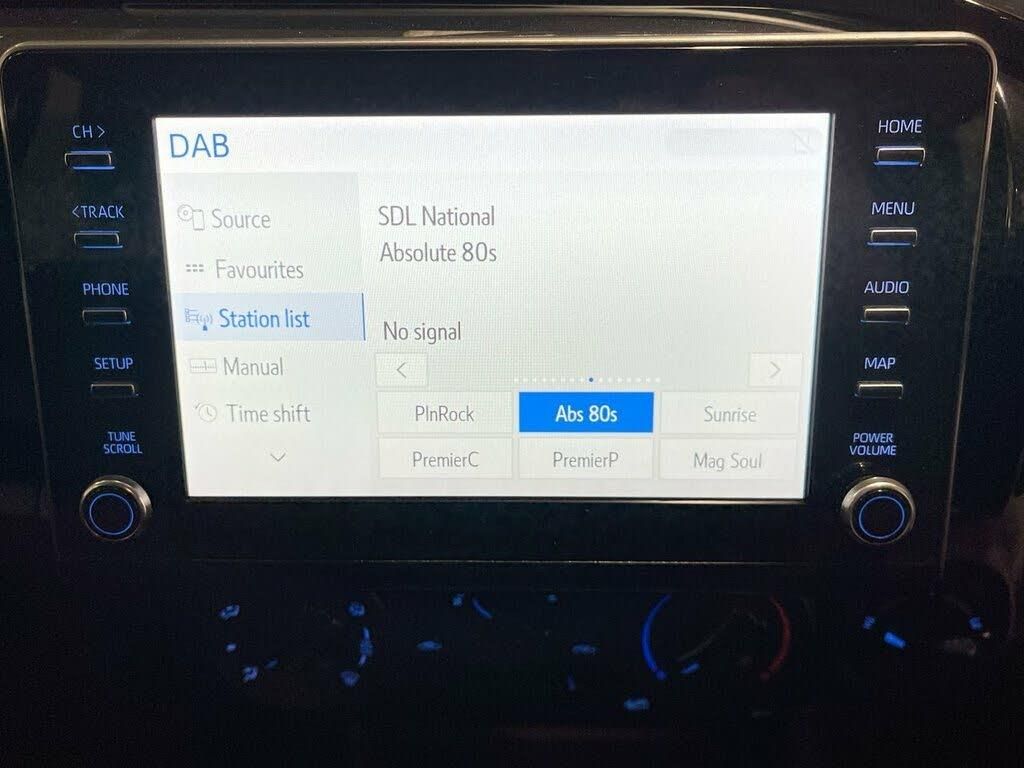 CH >
<TRACK
PHONE
SETUP
TUNE
SCROLL
DAB
Source
Favourites
Station list
Manual
Time shift
SDL National
Absolute 80s
No signal
PlnRock
Abs 80s
Sunrise
PremierC
PremierP
Mag Soul
HOME
MENU
AUDIO
MAP
POWER
VOLUME